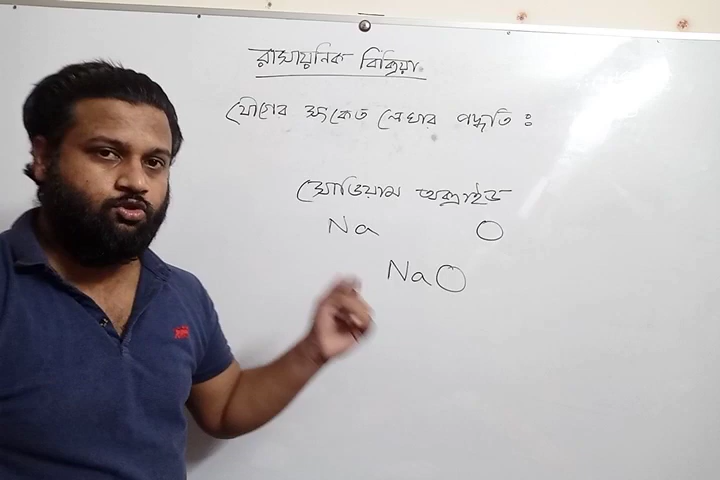 রাসায়নিক বিক্রিয়া
যৌগের সংকেত লেখার পদ্ধতি :
সোডিয়াম অক্সাইড
Na O
NaO